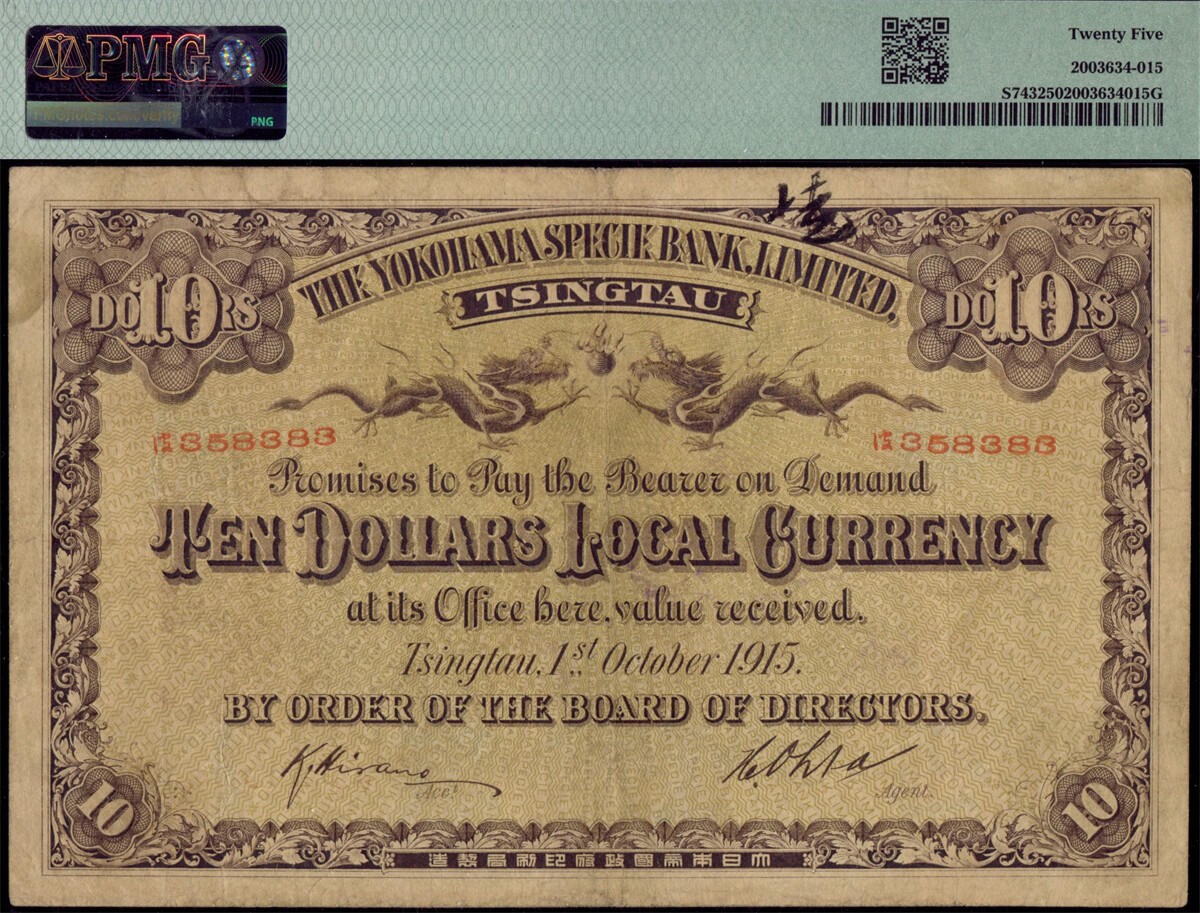 PMG
Twenty Five
2003634-015
S7432502003634015G
PNG
THE YOKOHAMA SPECIE BANK, LIMITED,
TSINGTAU
DO10RS
DO10RS
358383
358383
Promises to Pay the Bearer on Demand
TEN DOLLARS LOCAL CURRENCY
at its Office here, value received.
Tsingtau, 1st October 1915.
BY ORDER OF THE BOARD OF DIRECTORS.
K. Hirano
H. Ohta
Acct
Agent
10
10
造製局刷印府政國帝本日大